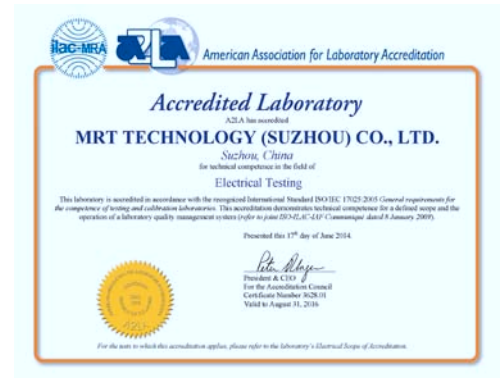 ilac-MRA
A2LA
American Association for Laboratory Accreditation
Accredited Laboratory
A2LA has accredited
MRT TECHNOLOGY (SUZHOU) CO., LTD.
Suzhou, China
for technical competence in the field of
Electrical Testing
This laboratory is accredited in accordance with the recognized International Standard ISO/IEC 17025:2005 General requirements for
the competence of testing and calibration laboratories. This accreditation demonstrates technical competence for a defined scope and the
operation of a laboratory quality management system (refer to joint ISO-ILAC-IAF Communiqué dated 8 January 2009).
Presented this 17th day of June 2014.
President & CEO
For the Accreditation Council
Certificate Number 3628.01
Valid to August 31, 2016
A2LA
For the tests to which this accreditation applies, please refer to the laboratory's Electrical Scope of Accreditation.